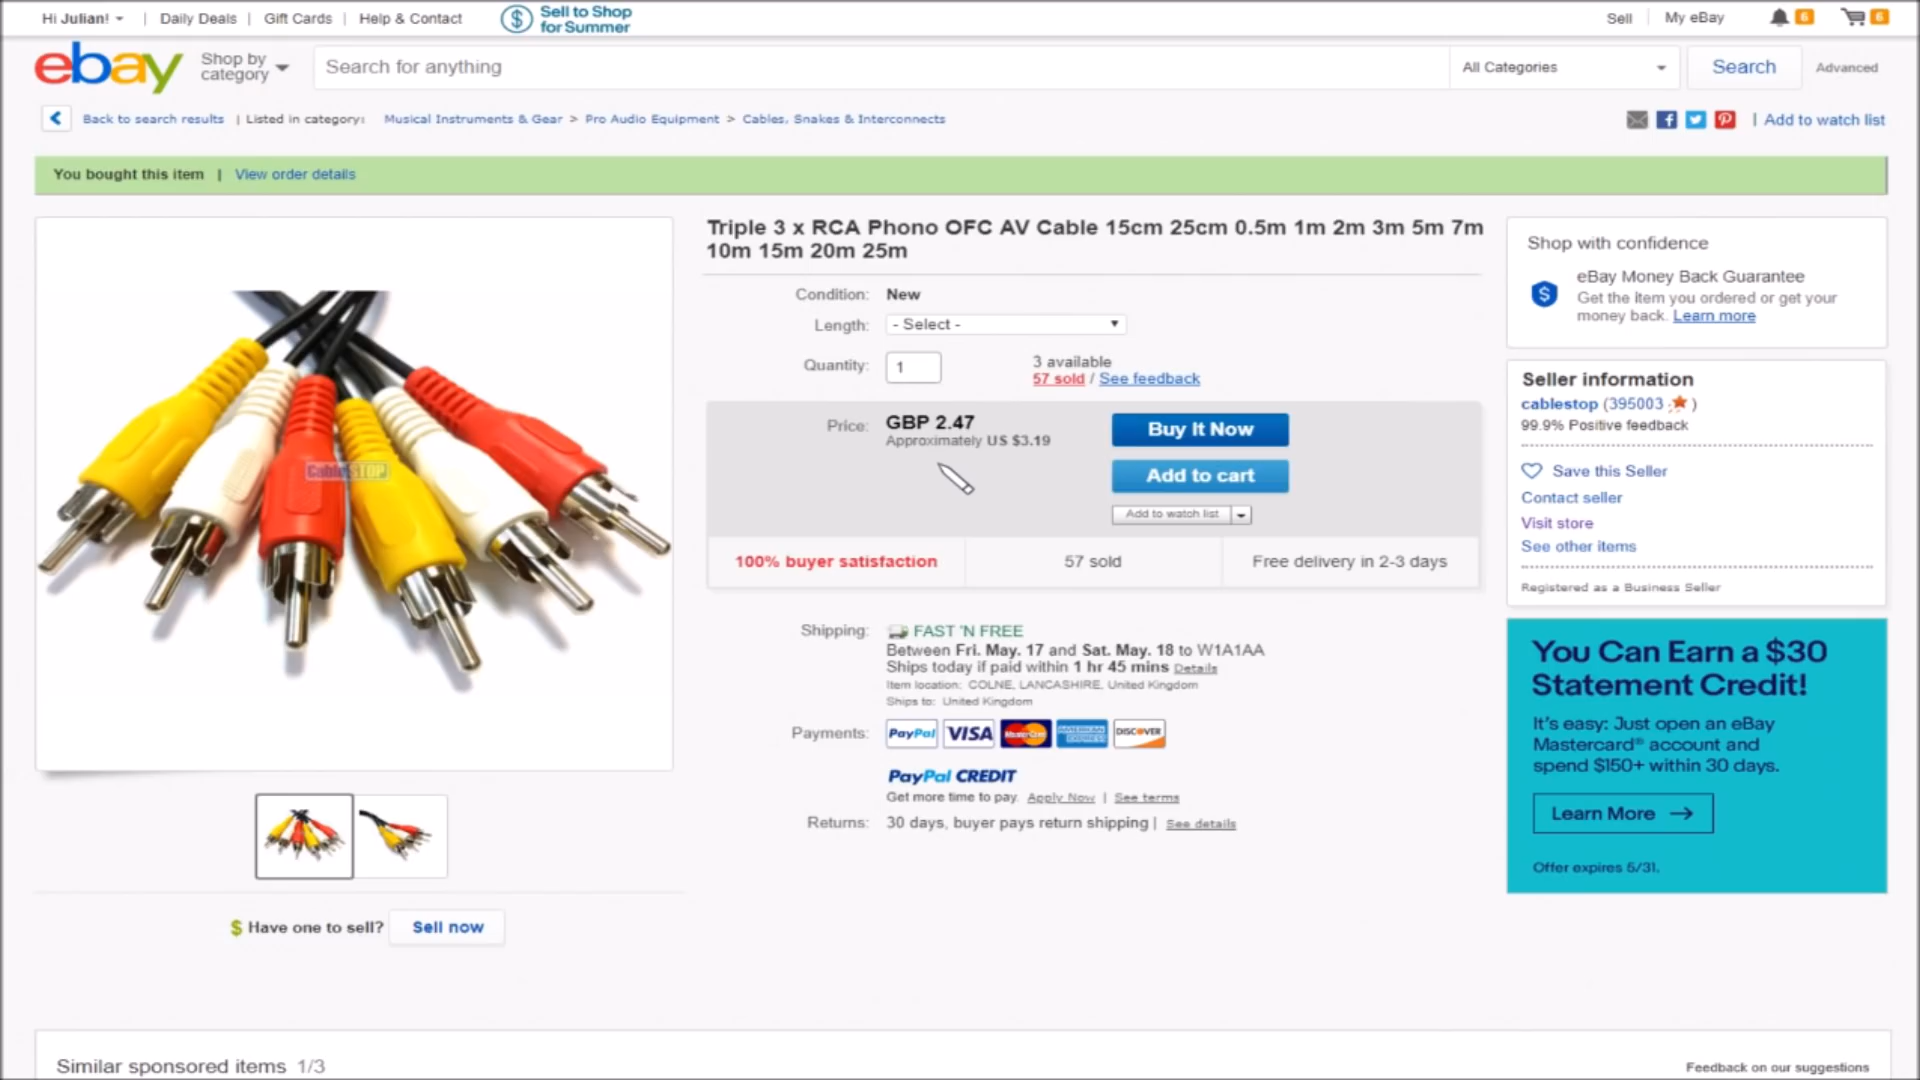 Hi Julian! | Daily Deals | Gift Cards | Help & Contact
Sell to Shop
for Summer
Sell My eBay 6 6
ebay
Shop by
category
Search for anything
All Categories
Search
Advanced
Back to search results | Listed in category: Musical Instruments & Gear > Pro Audio Equipment > Cables, Snakes & Interconnects
| Add to watch list
You bought this item | View order details
CableSTOP
Triple 3 x RCA Phono OFC AV Cable 15cm 25cm 0.5m 1m 2m 3m 5m 7m
10m 15m 20m 25m
Condition: New
Length: - Select -
Quantity: 1
3 available
57 sold / See feedback
Price: GBP 2.47
Approximately US $3.19
Buy It Now
Add to cart
Add to watch list
100% buyer satisfaction
57 sold
Free delivery in 2-3 days
Shipping: FAST 'N FREE
Between Fri. May. 17 and Sat. May. 18 to W1A1AA
Ships today if paid within 1 hr 45 mins Details
Item location: COLNE, LANCASHIRE, United Kingdom
Ships to: United Kingdom
Payments: PayPal VISA MasterCard AMERICAN EXPRESS DISCOVER
PayPal CREDIT
Get more time to pay. Apply Now | See terms
Returns: 30 days, buyer pays return shipping | See details
Shop with confidence
eBay Money Back Guarantee
Get the item you ordered or get your
money back. Learn more
Seller information
cablestop (395003 )
99.9% Positive feedback
Save this Seller
Contact seller
Visit store
See other items
Registered as a Business Seller
You Can Earn a $30
Statement Credit!
It's easy: Just open an eBay
Mastercard® account and
spend $150+ within 30 days.
Learn More →
Offer expires 5/31.
$ Have one to sell? Sell now
Similar sponsored items 1/3
Feedback on our suggestions